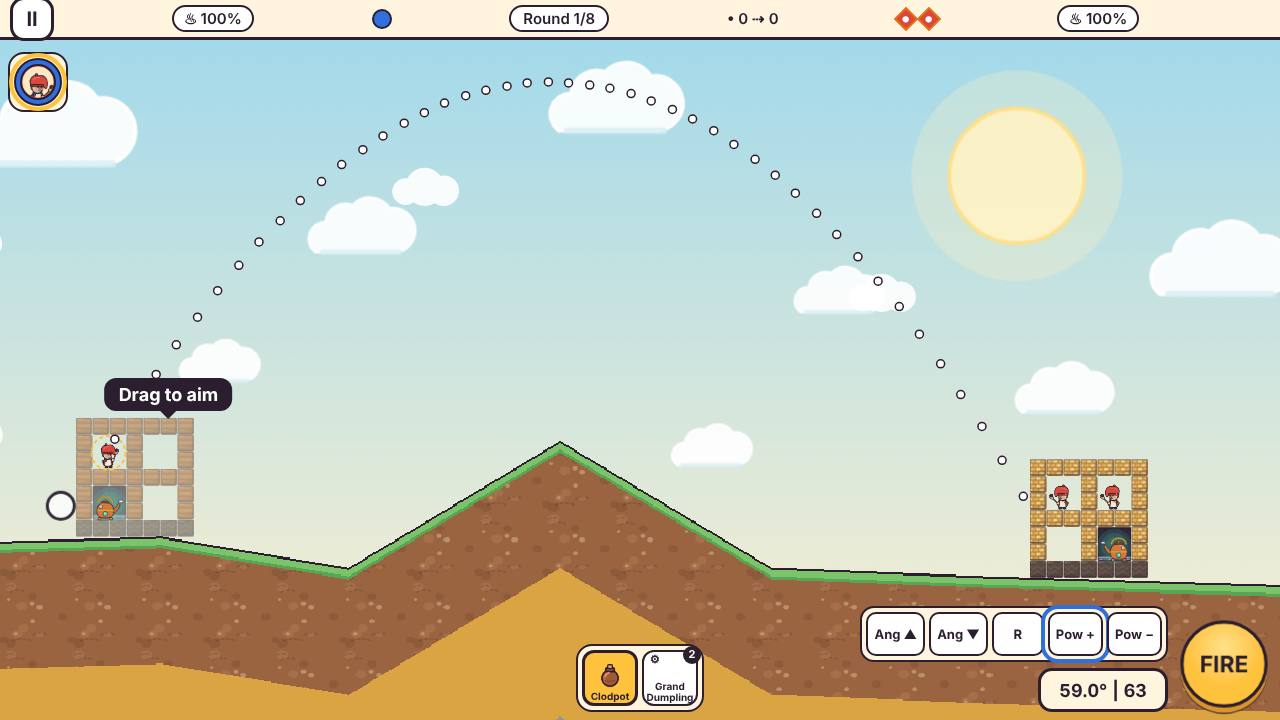 100%
Round 1/8
• 0 ⇢ 0
100%
Drag to aim
Ang ▲
Ang ▼
R
Pow +
Pow −
FIRE
59.0° | 63
Clodpot
2
Grand
Dumpling